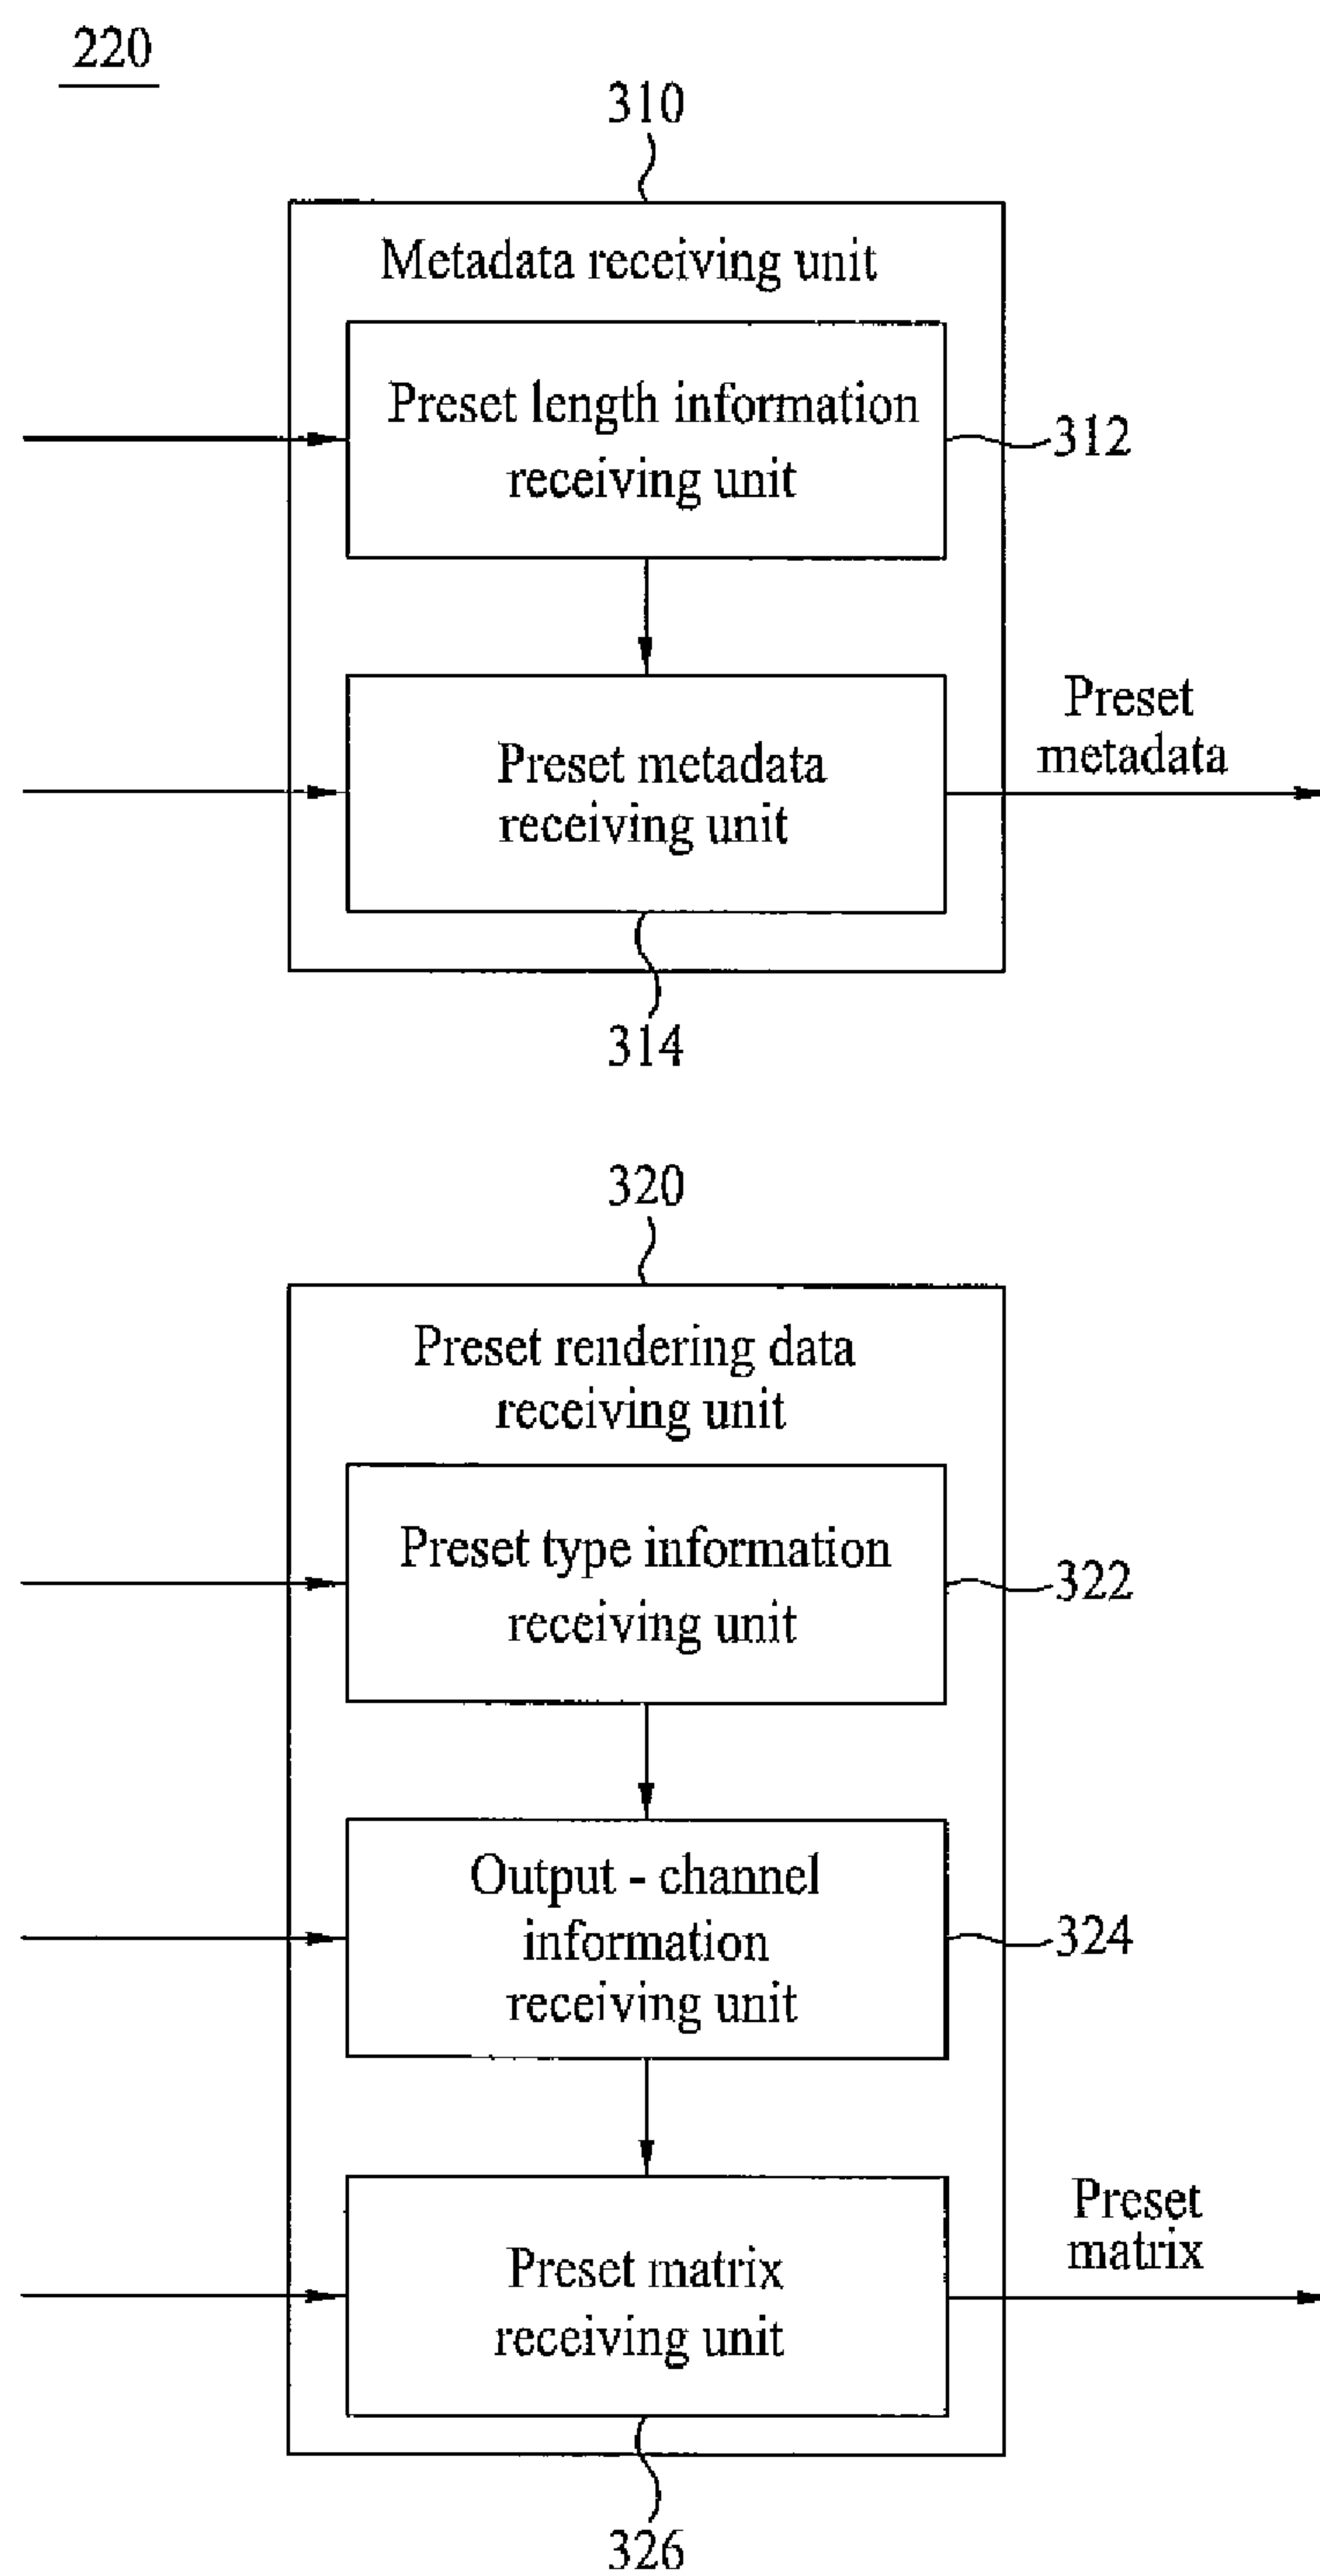 220
310
Metadata receiving unit
Preset length information
receiving unit
312
Preset metadata
receiving unit
Preset
metadata
314
320
Preset rendering data
receiving unit
Preset type information
receiving unit
322
Output - channel
information
receiving unit
324
Preset matrix
receiving unit
Preset
matrix
326